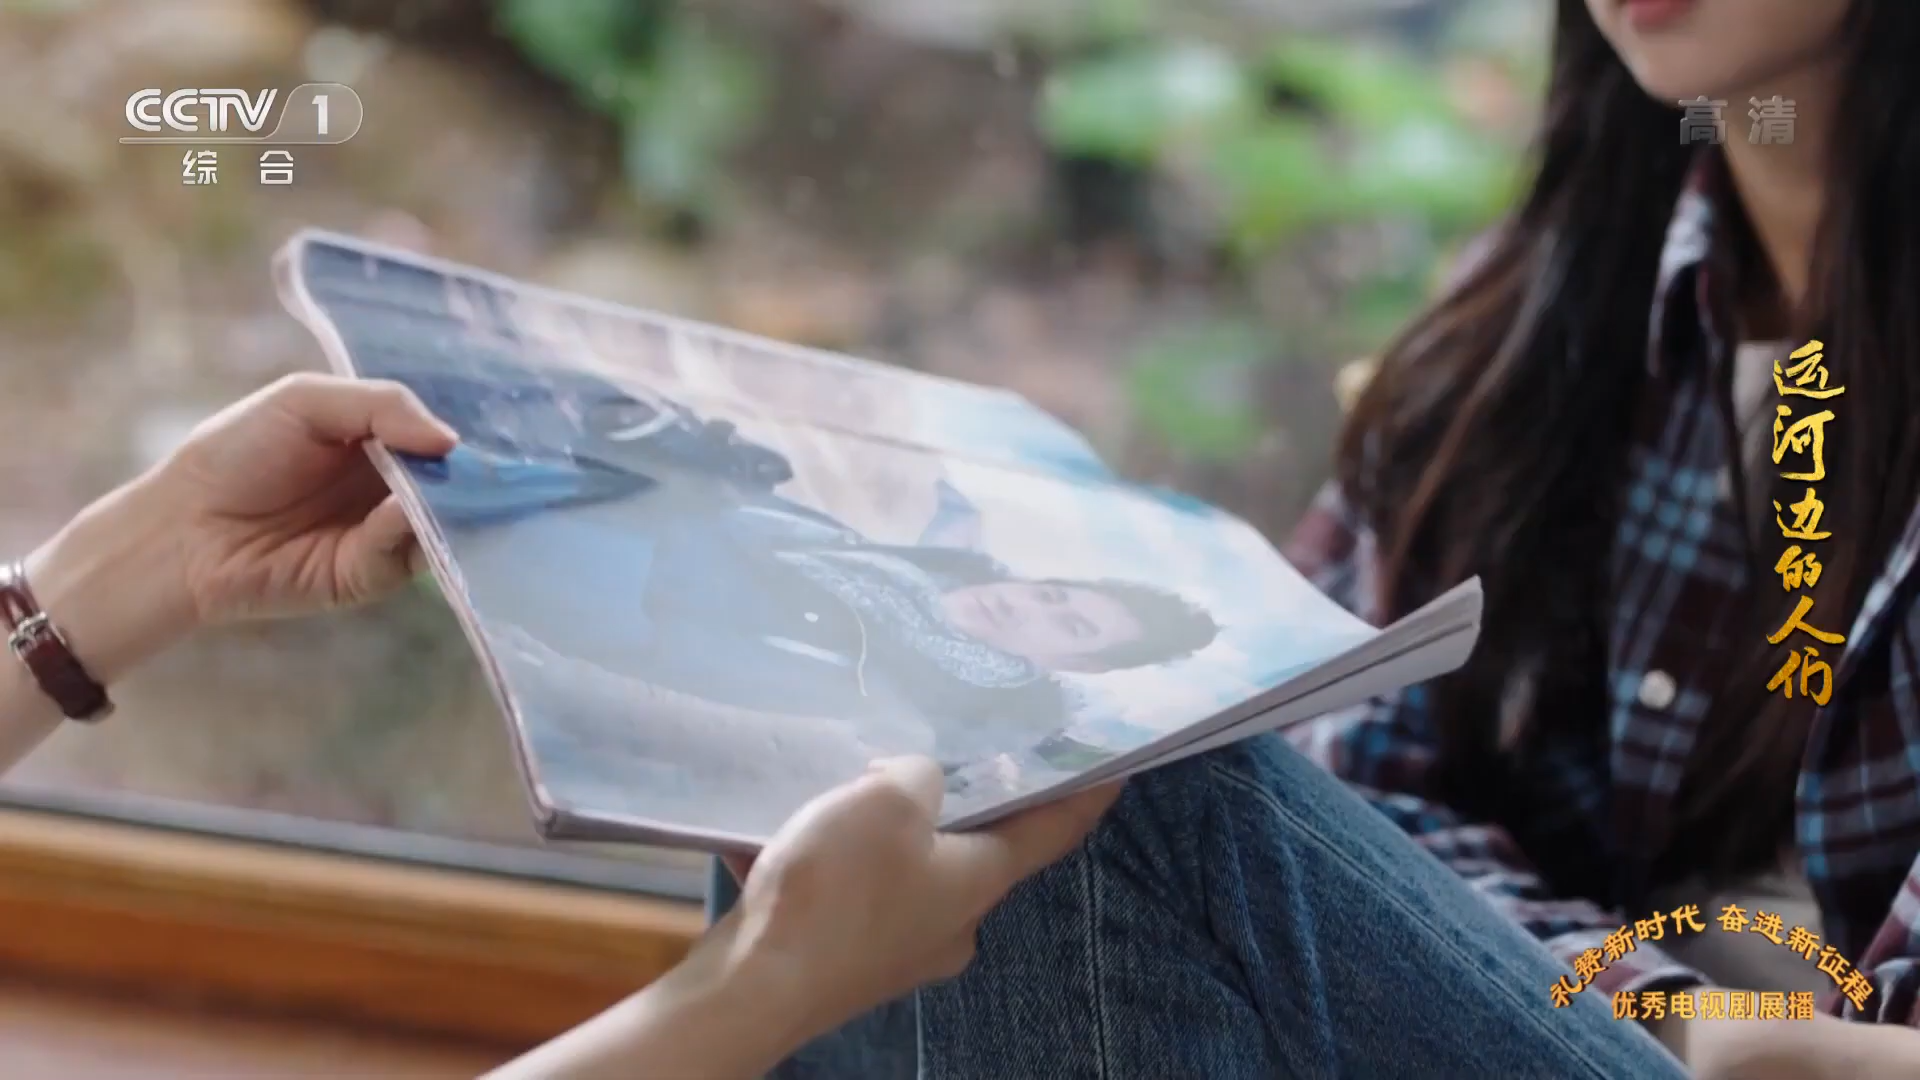 CCTV 1
综合
高清
运河边的人们
礼赞新时代 奋进新征程
优秀电视剧展播